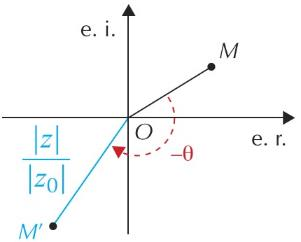 e. i.
M
O
e. r.
|z|
|z₀|
–θ
M'